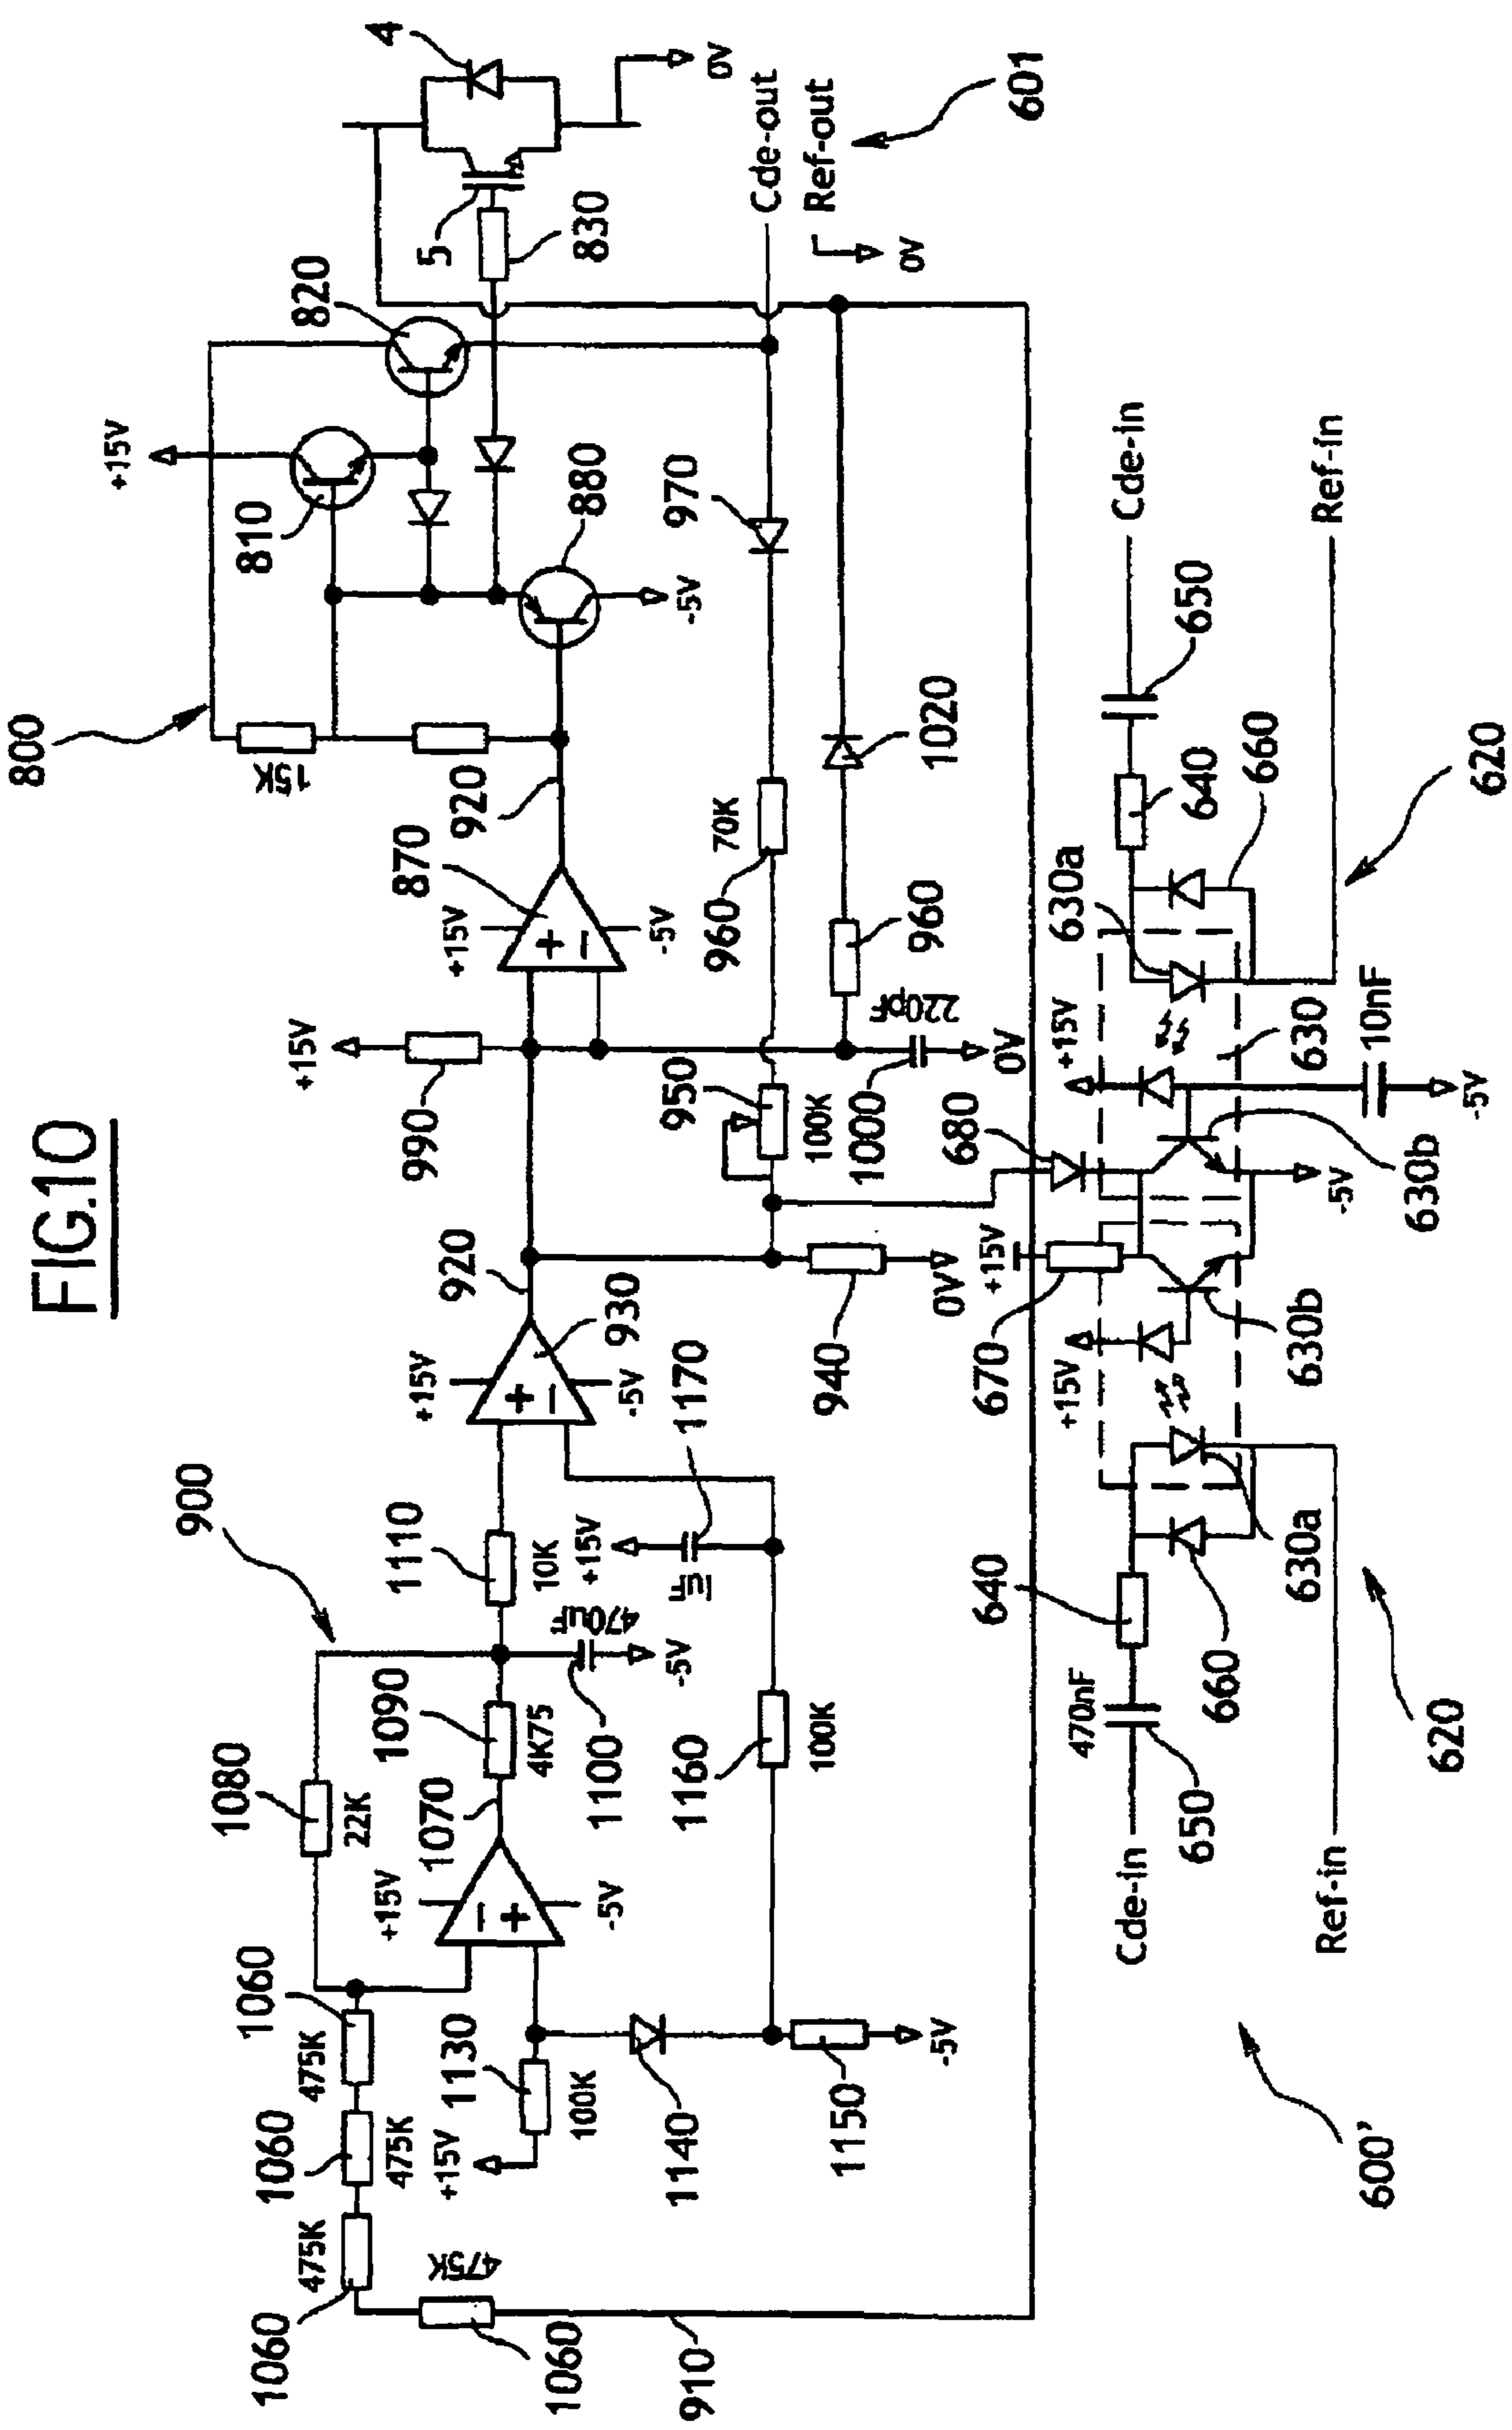 FIG.10
800
+15V
810
820
4
5
830
0V
15K
920
870
+15V
-5V
880
-5V
970
Cde-out
Ref-out
0V
601
+15V
990
960
70K
960
1020
950
100K
1000
220pF
0V
900
920
930
+15V
-5V
940
0V
1110
10K
+15V
1170
470uF
1100
-5V
1080
22K
1090
4K75
1070
+15V
-5V
1160
100K
1060
475K
1060
475K
1060
475K
1060
475K
+15V
1130
100K
1140
1150
-5V
910
680
+15V
670
+15V
630a
+15V
630
10nF
-5V
630b
-5V
630b
640
660
650
Cde-in
Ref-in
620
640
470nF
650
660
630a
Cde-in
Ref-in
620
600'